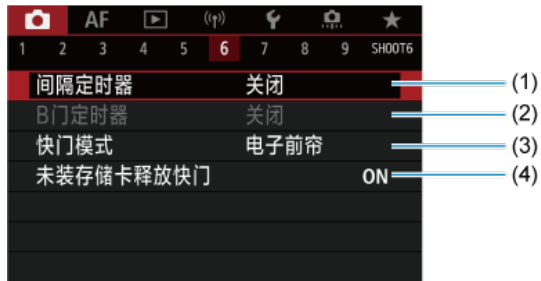 AF
1 2 3 4 5 6 7 8 9 SHOOT6
间隔定时器 关闭 (1)
B门定时器 关闭 (2)
快门模式 电子前帘 (3)
未装存储卡释放快门 ON (4)